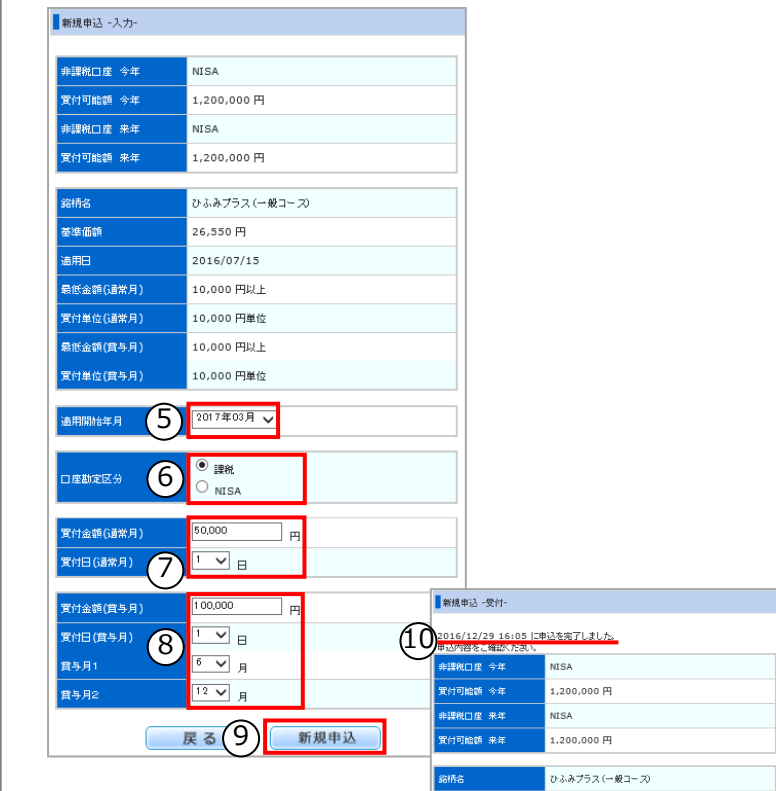 新規申込 -入力-
非課税口座 今年 NISA
買付可能額 今年 1,200,000 円
非課税口座 来年 NISA
買付可能額 来年 1,200,000 円
銘柄名 ひふみプラス(一般コース)
基準価額 26,550 円
適用日 2016/07/15
最低金額(通常月) 10,000 円以上
買付単位(通常月) 10,000 円単位
最低金額(賞与月) 10,000 円以上
買付単位(賞与月) 10,000 円単位
適用開始年月 ⑤ 2017年03月
口座勘定区分 ⑥ 課税
NISA
買付金額(通常月) 50,000 円
買付日(通常月) ⑦ 1 日
買付金額(賞与月) 100,000 円
買付日(賞与月) ⑧ 1 日
賞与月1 6 月
賞与月2 12 月
戻る ⑨ 新規申込
新規申込 -受付-
⑩ 2016/12/29 16:05 に申込を完了しました。
申込内容をご確認ください。
非課税口座 今年 NISA
買付可能額 今年 1,200,000 円
非課税口座 来年 NISA
買付可能額 来年 1,200,000 円
銘柄名 ひふみプラス(一般コース)